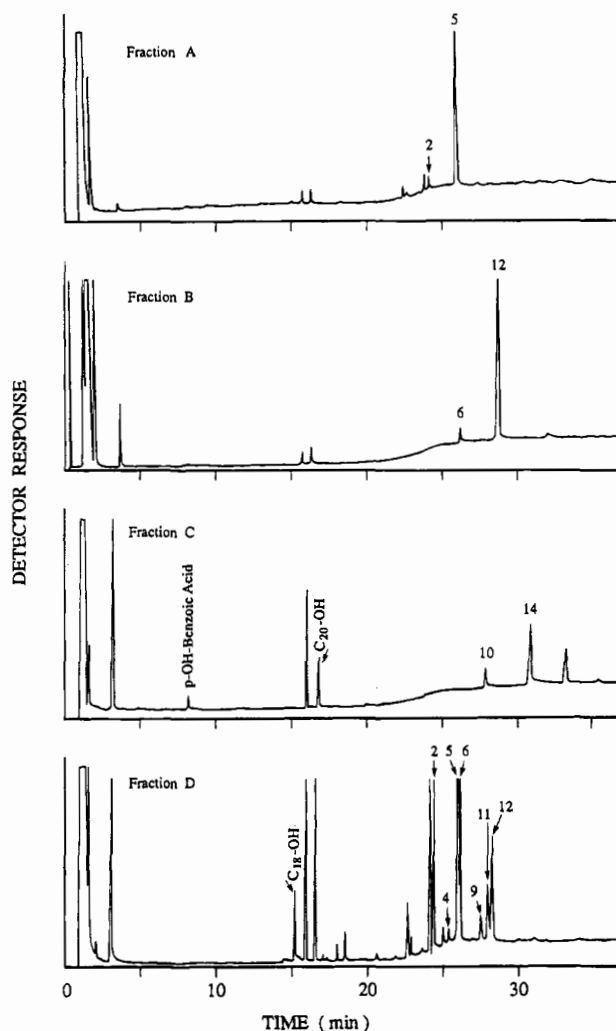 5
Fraction A
2
12
Fraction B
6
DETECTOR RESPONSE
Fraction C
p-OH-Benzoic Acid
C20-OH
14
10
2 5 6
Fraction D
11
12
C18-OH
4
9
0 10 20 30
TIME ( min )